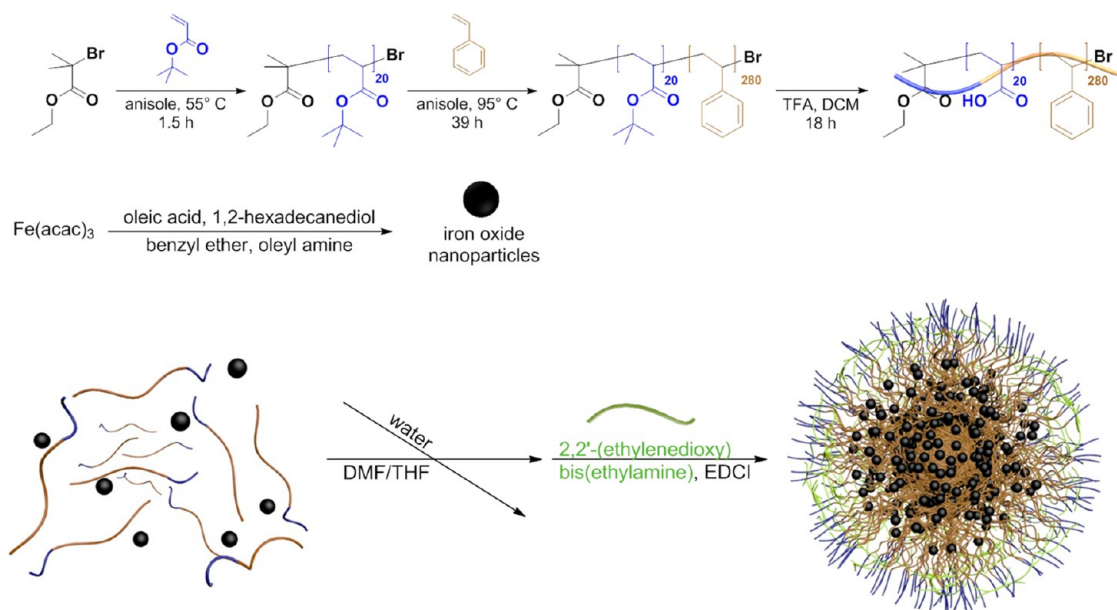 Br
O
O
O
O
anisole, 55° C
1.5 h
Br
20
O
O
O
O
anisole, 95° C
39 h
Br
20
280
O
O
O
O
TFA, DCM
18 h
Br
20
280
O
O
HO
O
Fe(acac)3
oleic acid, 1,2-hexadecanediol
benzyl ether, oleyl amine
iron oxide
nanoparticles
water
DMF/THF
2,2'-(ethylenedioxy)
bis(ethylamine), EDCI